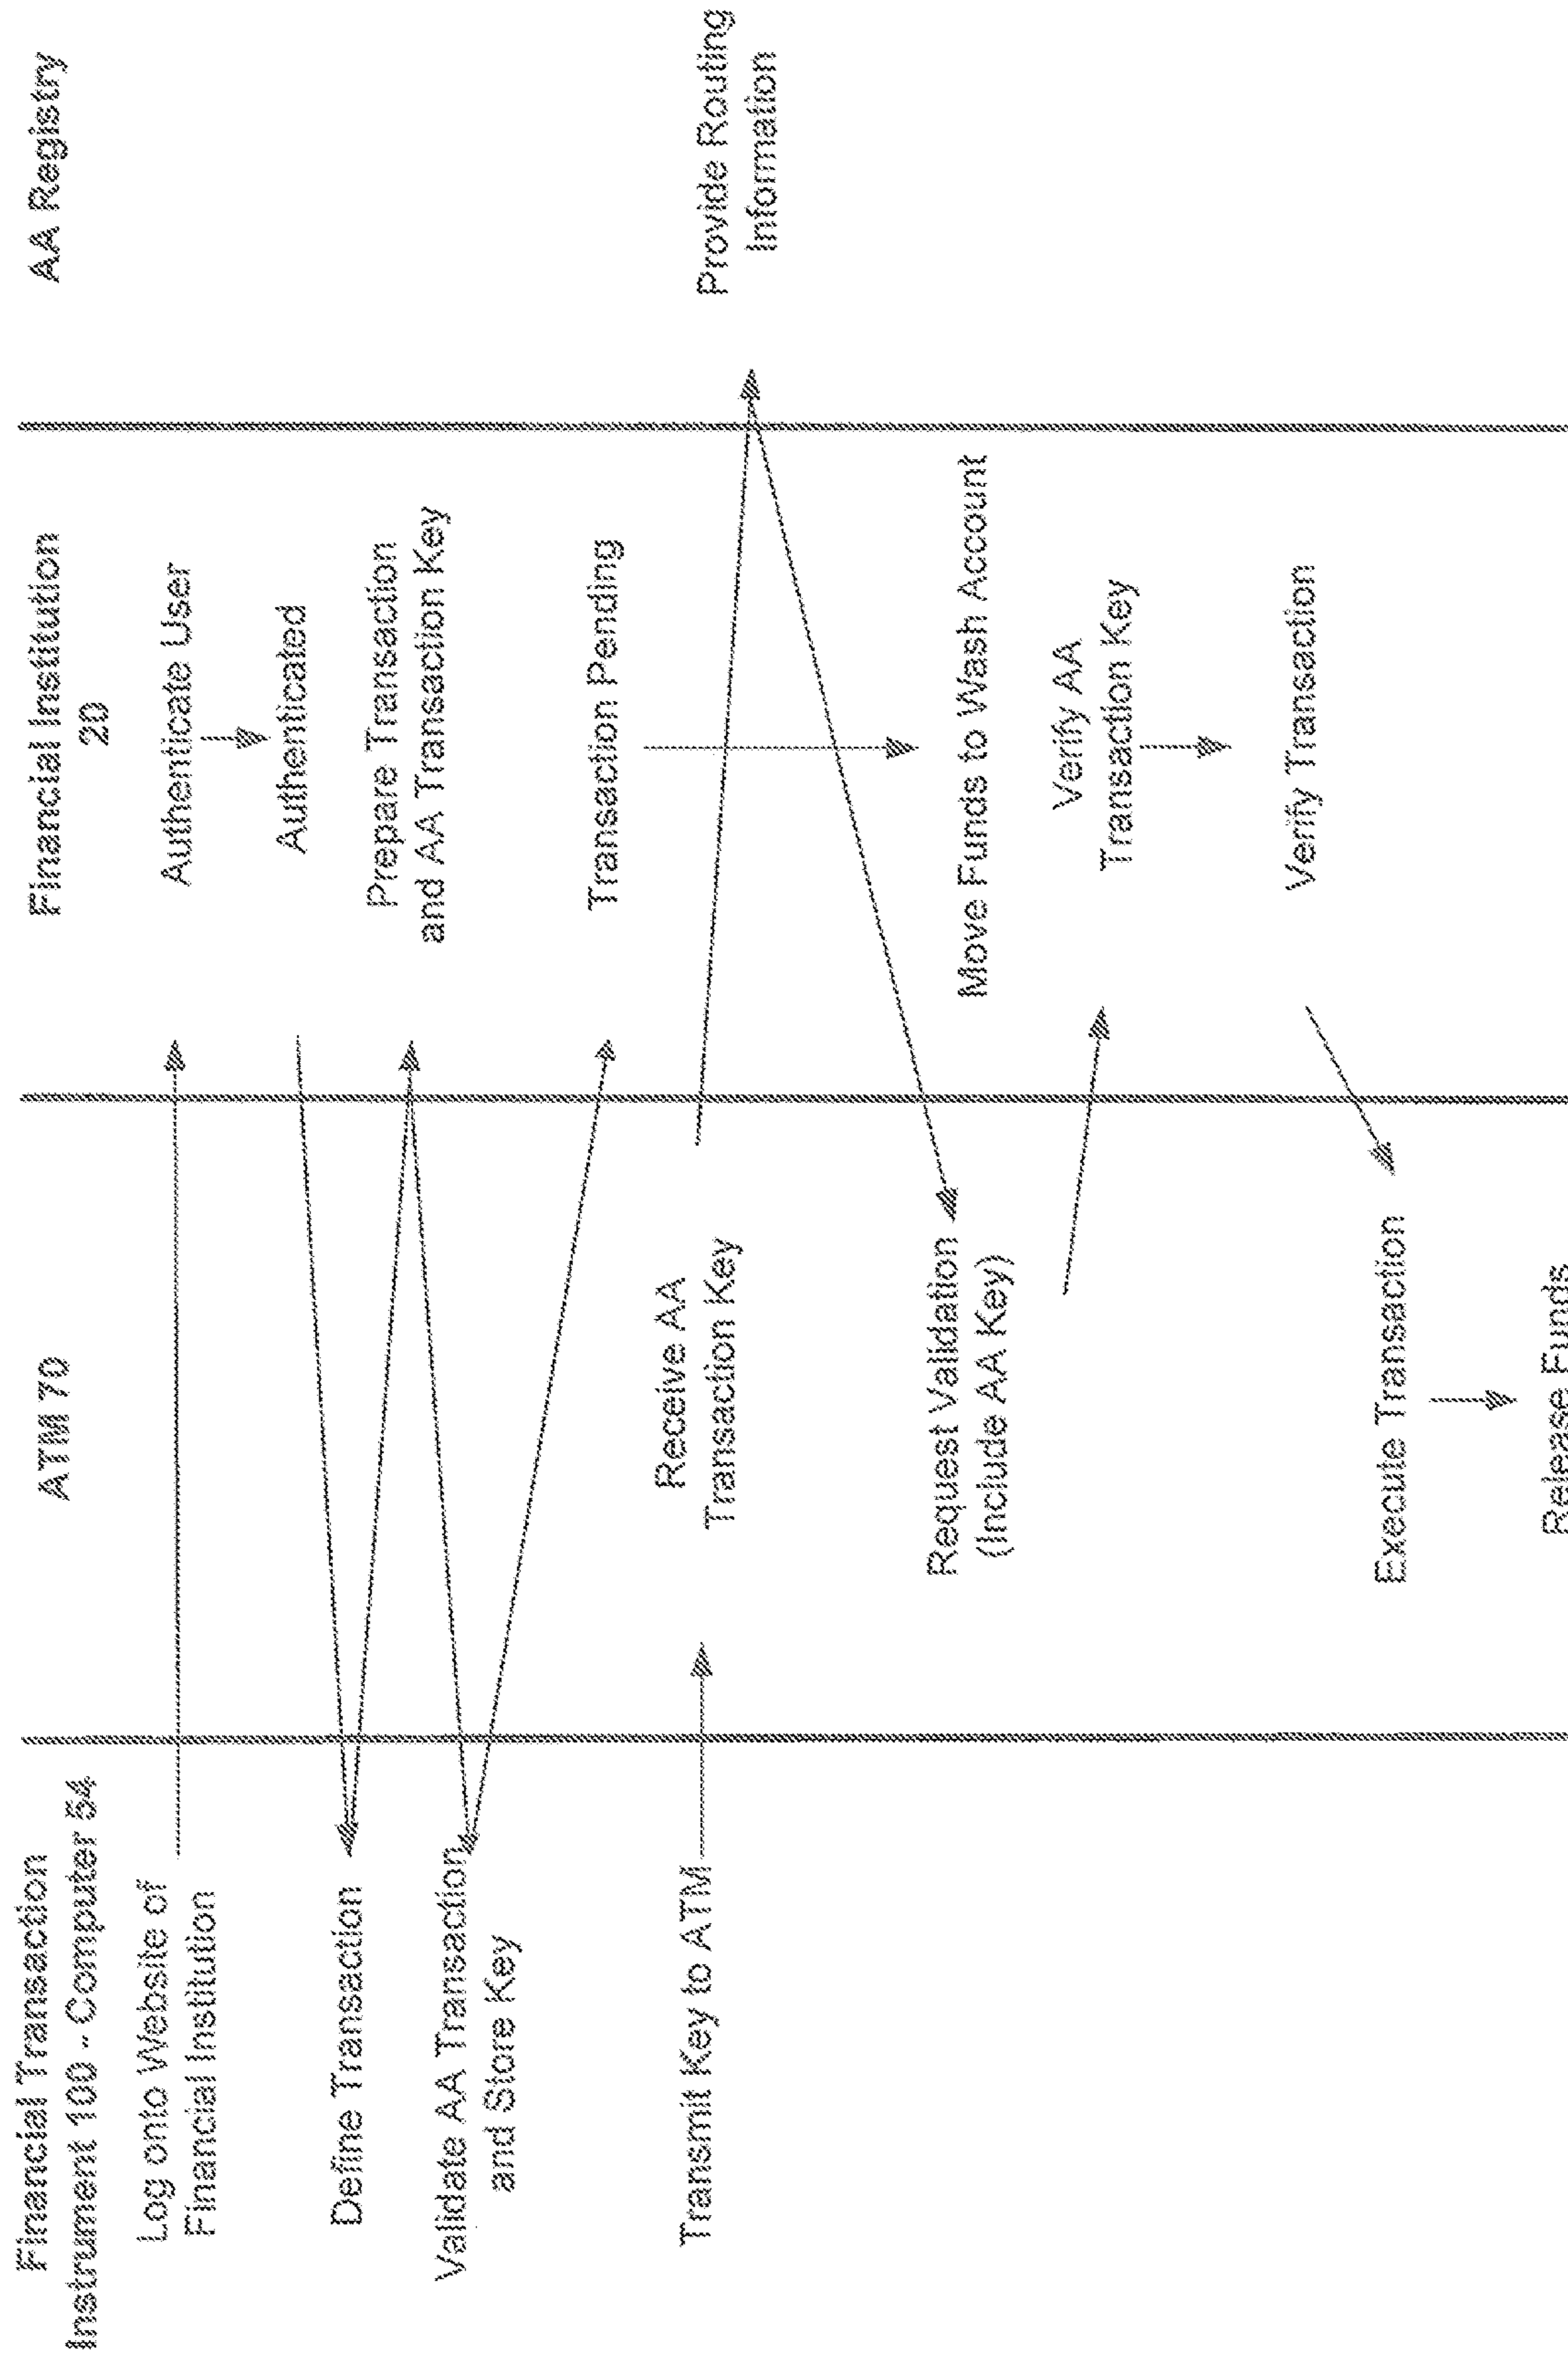 Financial Transaction
Instrument 100 - Computer 54
ATM 70
Financial Institution
20
AA Registry
Log onto Website of
Financial Institution
Authenticate User
Authenticated
Define Transaction
Prepare Transaction
and AA Transaction Key
Validate AA Transaction
and Store Key
Transaction Pending
Transmit Key to ATM
Receive AA
Transaction Key
Provide Routing
Information
Request Validation
(Include AA Key)
Move Funds to Wash Account
Verify AA
Transaction Key
Verify Transaction
Execute Transaction
Release Funds